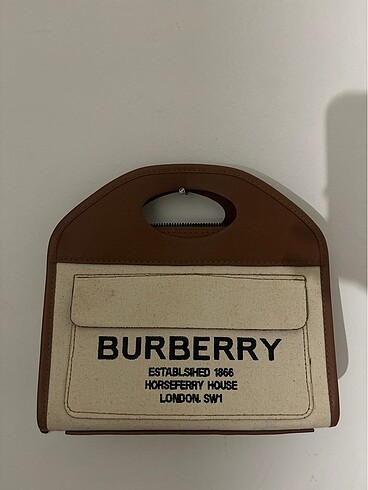 BURBERRY
ESTABLSIHED 1866
HORSEFERRY HOUSE
LONDON, SW1